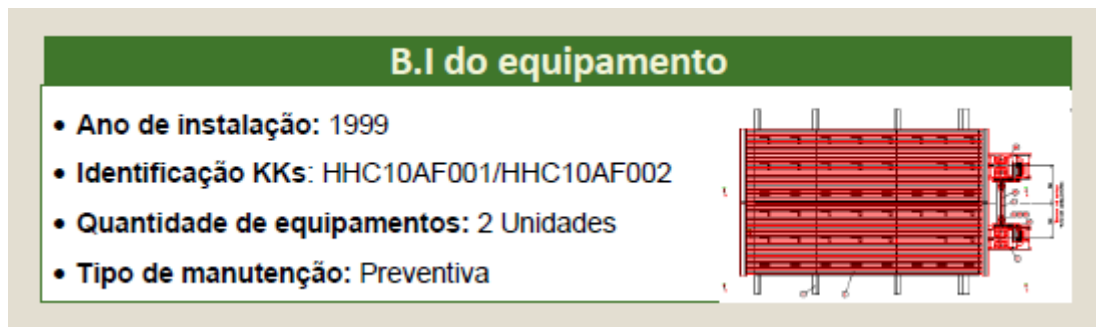 B.I do equipamento
• Ano de instalação: 1999
• Identificação KKs: HHC10AF001/HHC10AF002
• Quantidade de equipamentos: 2 Unidades
• Tipo de manutenção: Preventiva